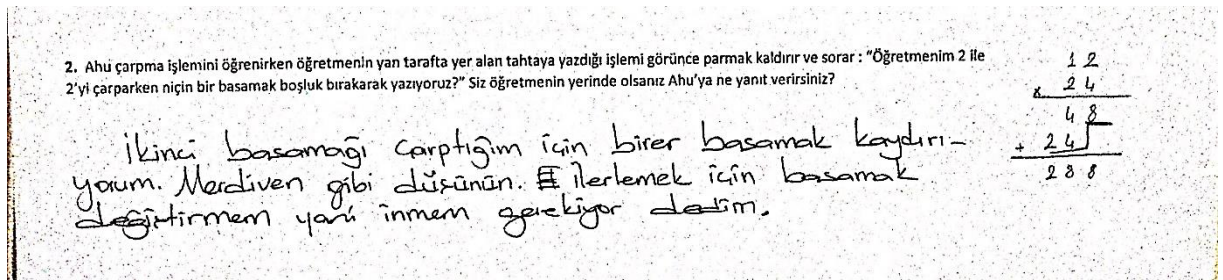 2. Ahu çarpma işlemini öğrenirken öğretmenin yan tarafta yer alan tahtaya yazdığı işlemi görünce parmak kaldırır ve sorar : "Öğretmenim 2 ile
2'yi çarparken niçin bir basamak boşluk bırakarak yazıyoruz?" Siz öğretmenin yerinde olsanız Ahu'ya ne yanıt verirsiniz?
12
x 24
48
+ 24
288
İkinci basamağı çarptığım için birer basamak kaydırı-
yorum. Merdiven gibi düşünün. İlerlemek için basamak
değiştirmem yani inmem gerekiyor dedim.